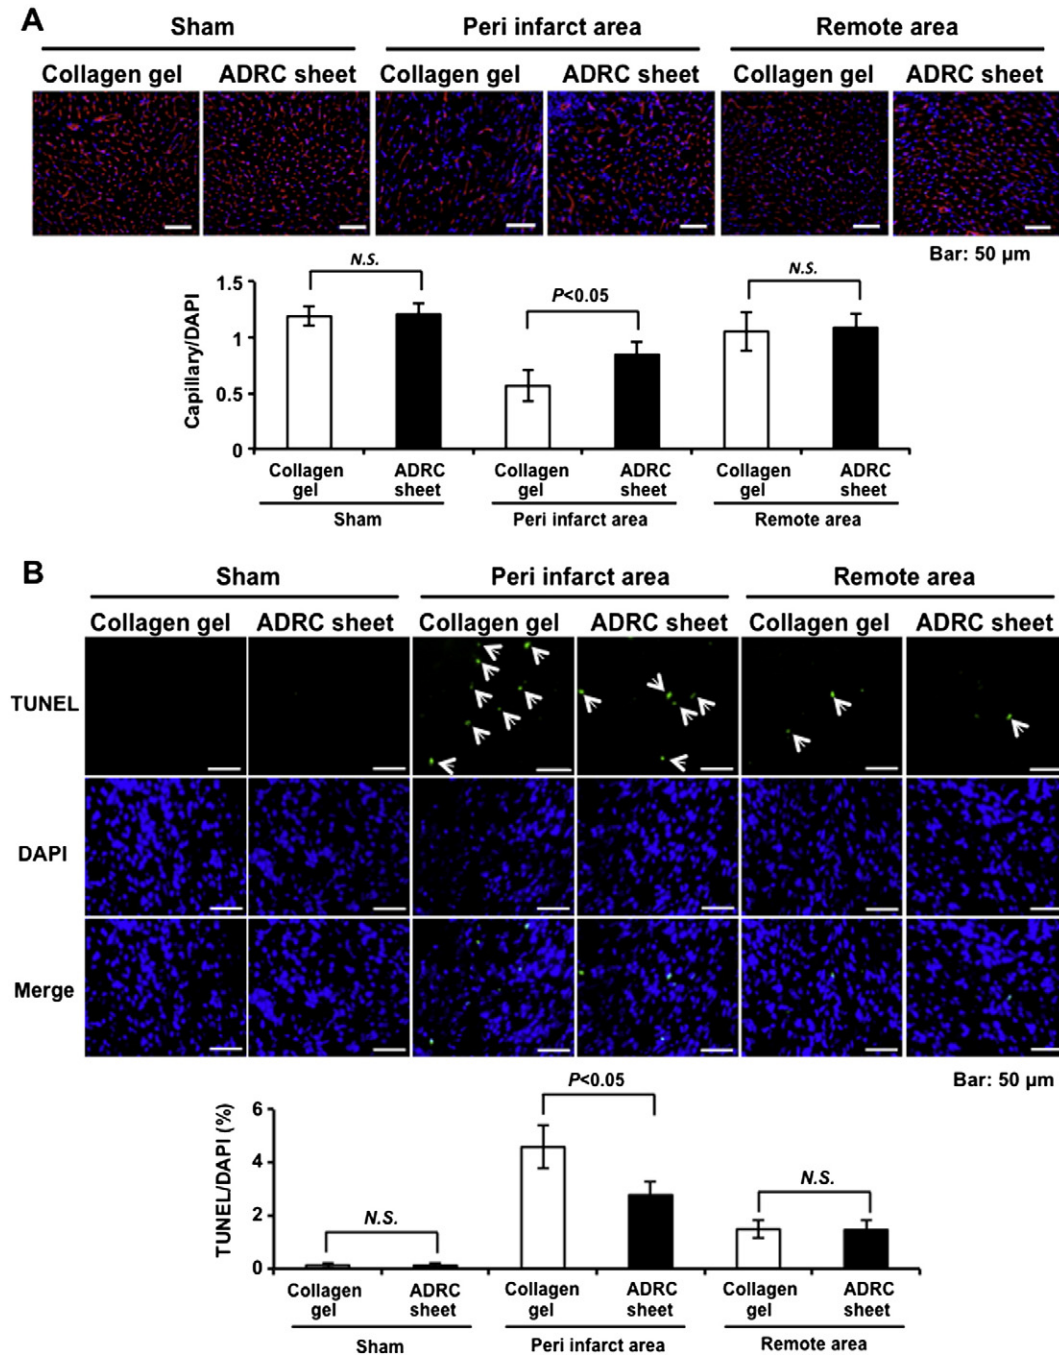 A
Sham Peri infarct area Remote area
Collagen gel ADRC sheet Collagen gel ADRC sheet Collagen gel ADRC sheet
Bar: 50 μm
N.S. P<0.05 N.S.
Capillary/DAPI
1.5
1
0.5
0
Collagen gel ADRC sheet Collagen gel ADRC sheet Collagen gel ADRC sheet
Sham Peri infarct area Remote area
B
Sham Peri infarct area Remote area
Collagen gel ADRC sheet Collagen gel ADRC sheet Collagen gel ADRC sheet
TUNEL
DAPI
Merge
Bar: 50 μm
P<0.05
N.S. N.S.
TUNEL/DAPI (%)
6
4
2
0
Collagen gel ADRC sheet Collagen gel ADRC sheet Collagen gel ADRC sheet
Sham Peri infarct area Remote area